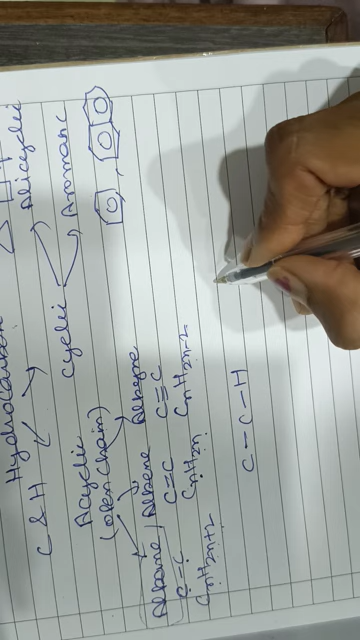 Hydrocarbon
C & H
Cyclic
Alicyclic
Aromatic
Acyclic
(open chain)
Alkane, Alkene Alkyne
C-C C=C C≡C
CnH2n+2 CnH2n CnH2n-2
C-C-H